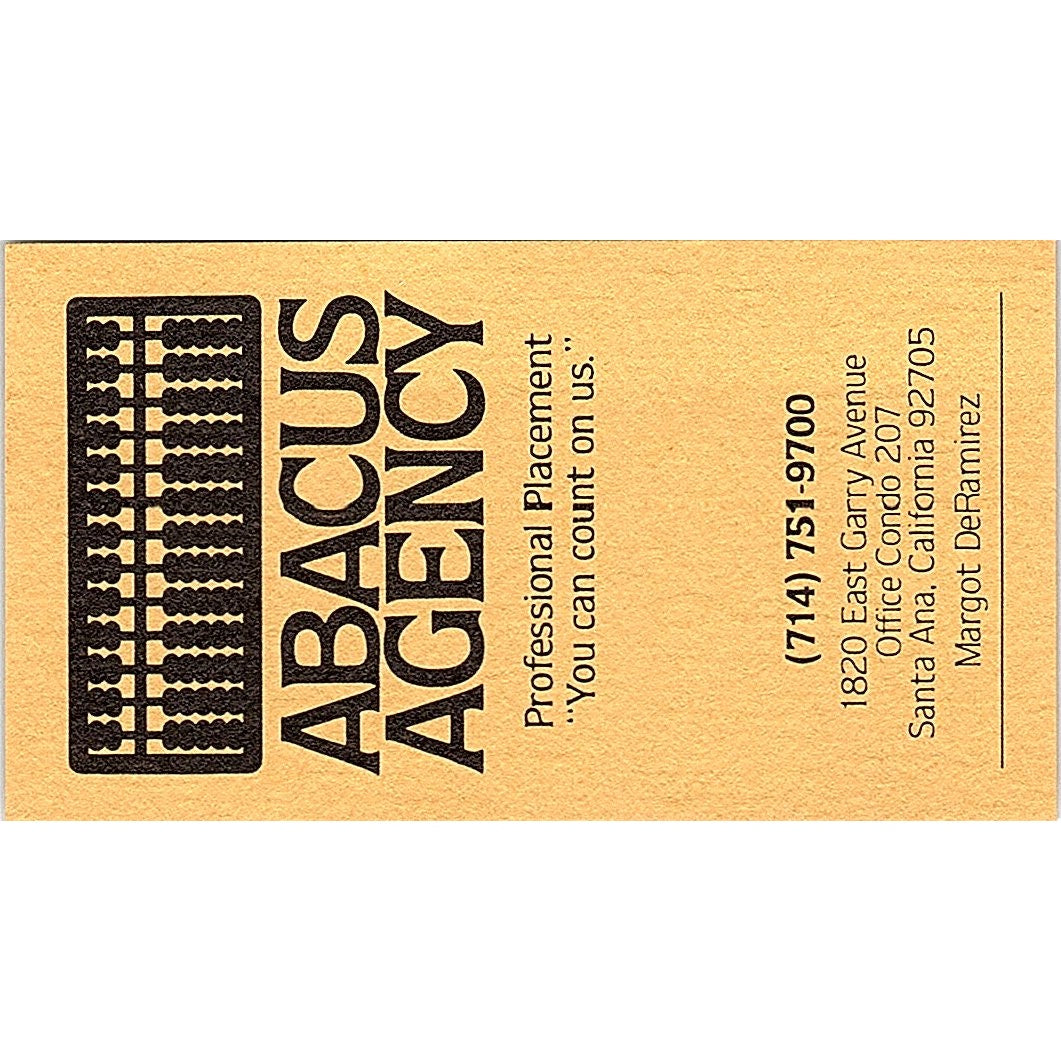 ABACUS
AGENCY
Professional Placement
“You can count on us.”
(714) 751-9700
1820 East Garry Avenue
Office Condo 207
Santa Ana, California 92705
Margot DeRamirez